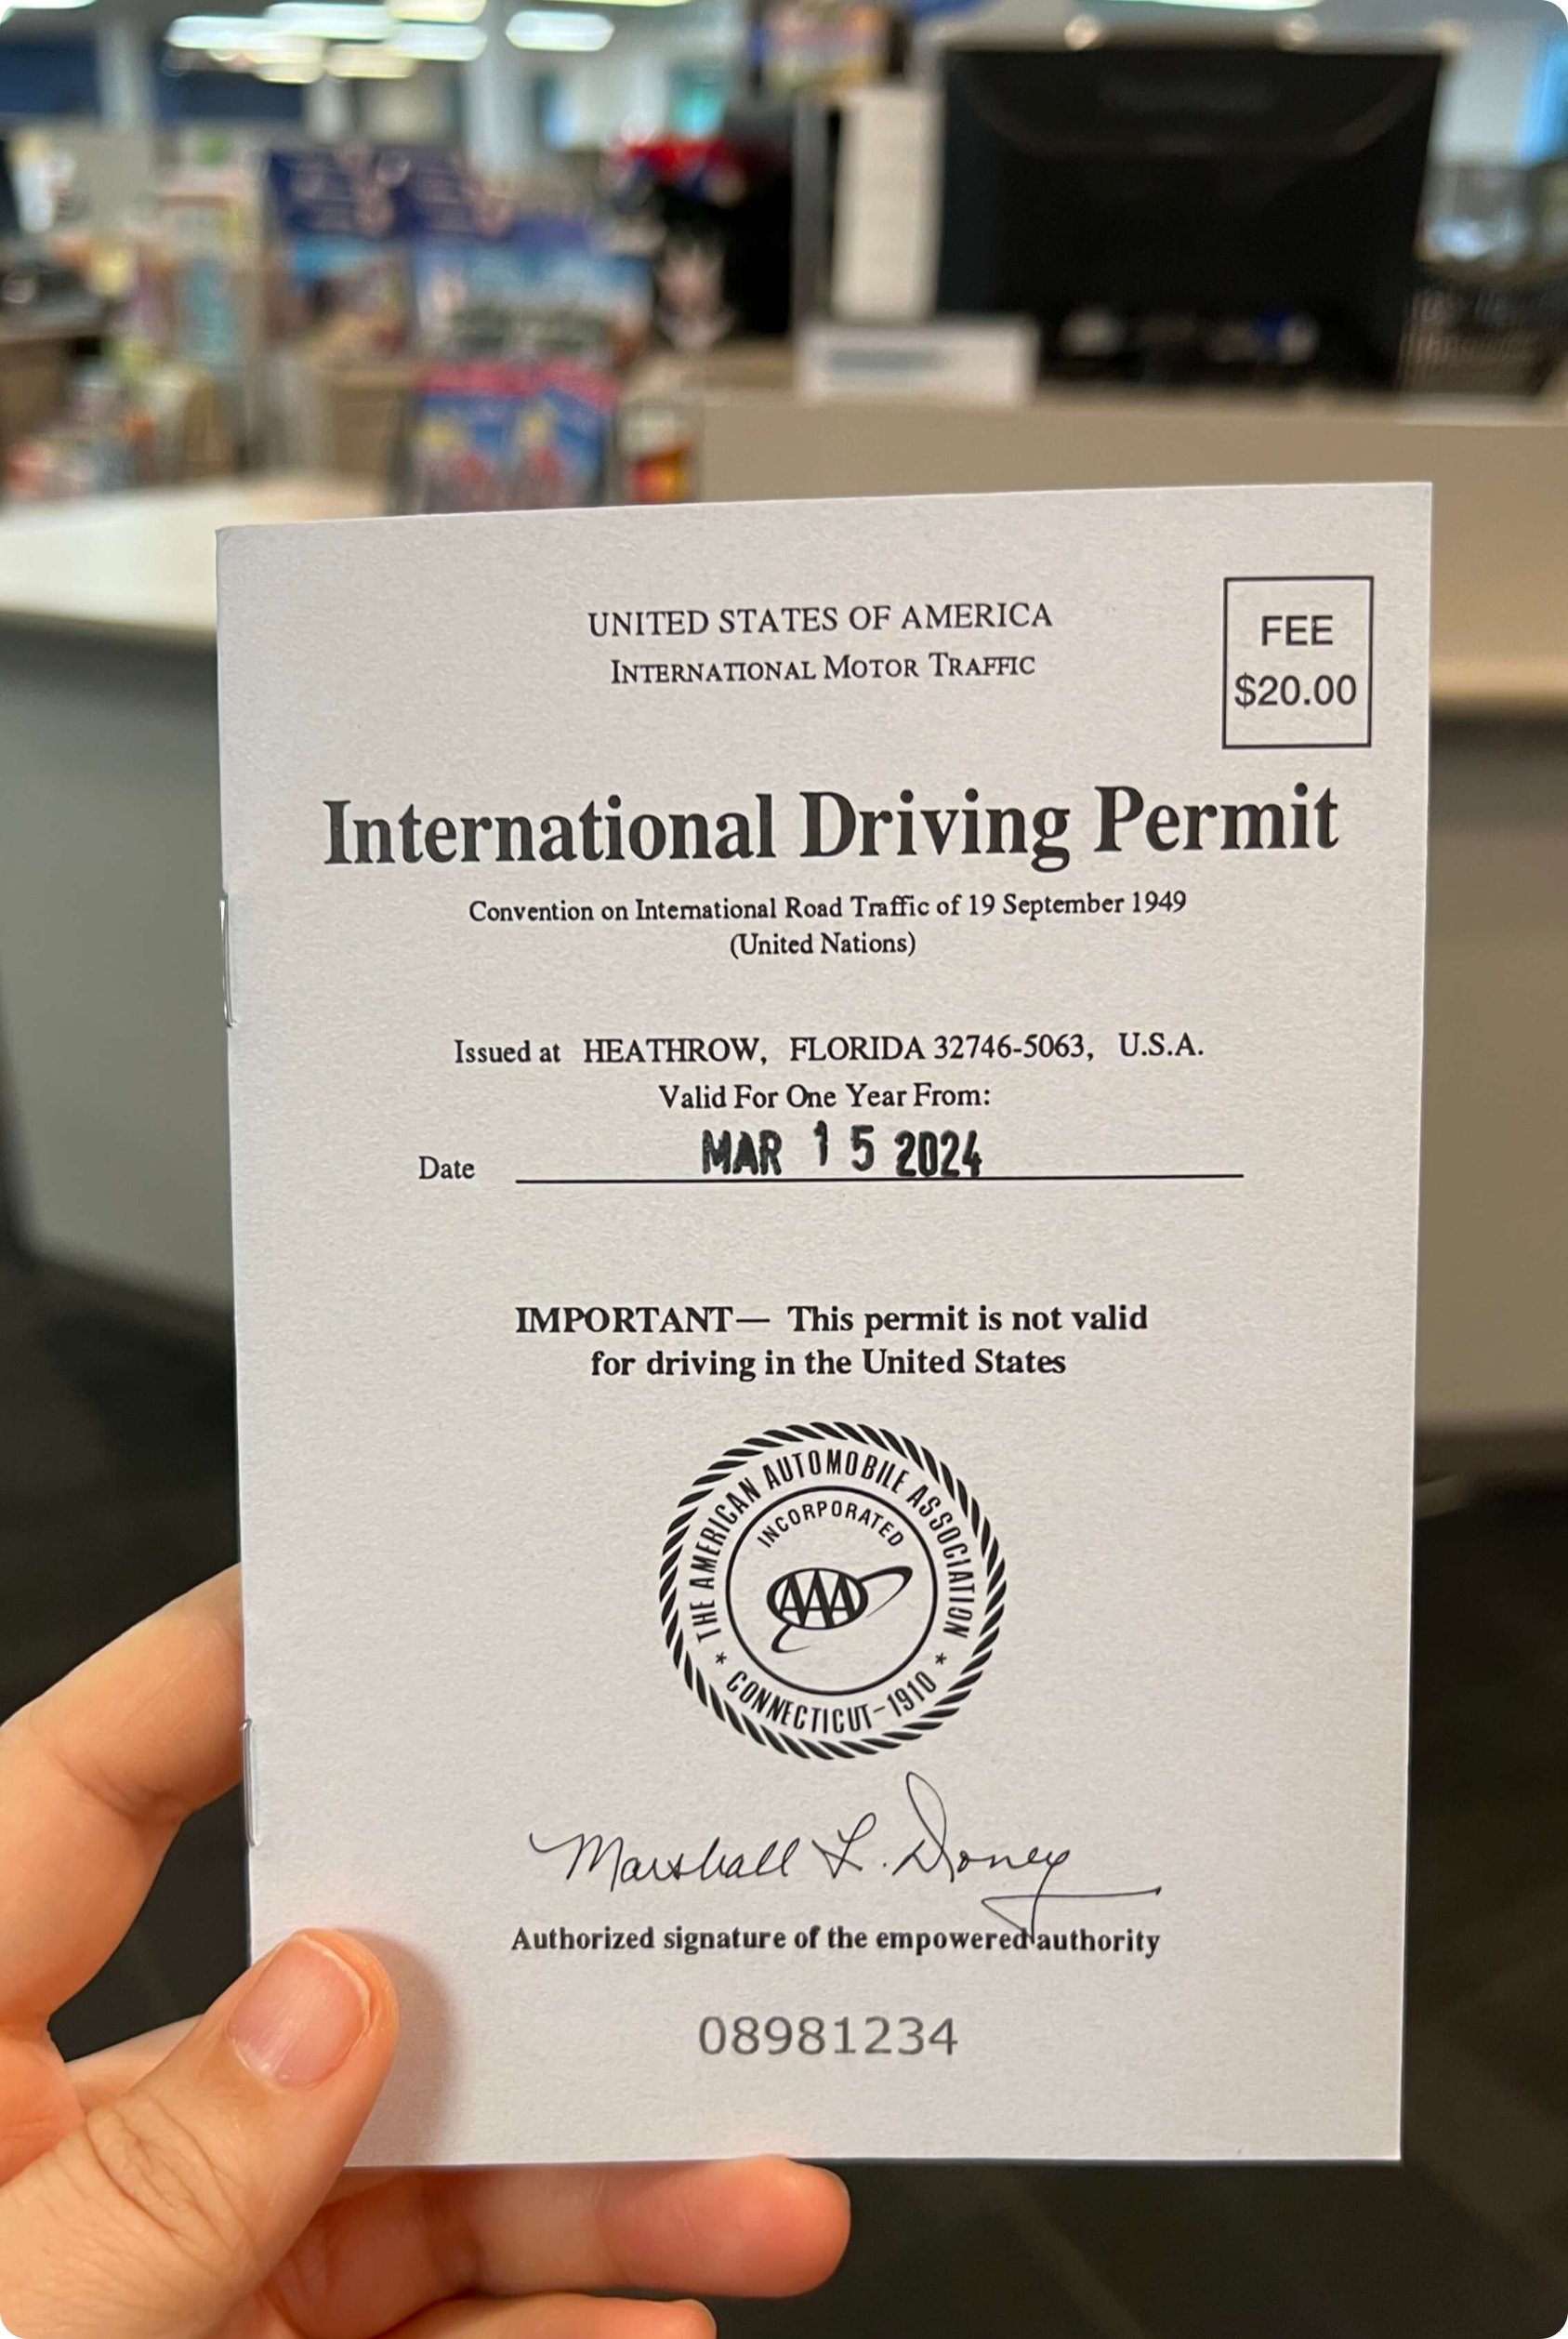 UNITED STATES OF AMERICA
INTERNATIONAL MOTOR TRAFFIC
FEE
$20.00
International Driving Permit
Convention on International Road Traffic of 19 September 1949
(United Nations)
Issued at HEATHROW, FLORIDA 32746-5063, U.S.A.
Valid For One Year From:
Date MAR 15 2024
IMPORTANT— This permit is not valid
for driving in the United States
THE AMERICAN AUTOMOBILE ASSOCIATION
INCORPORATED
AAA
* CONNECTICUT-1910 *
Marshall L. Doney
Authorized signature of the empowered authority
08981234